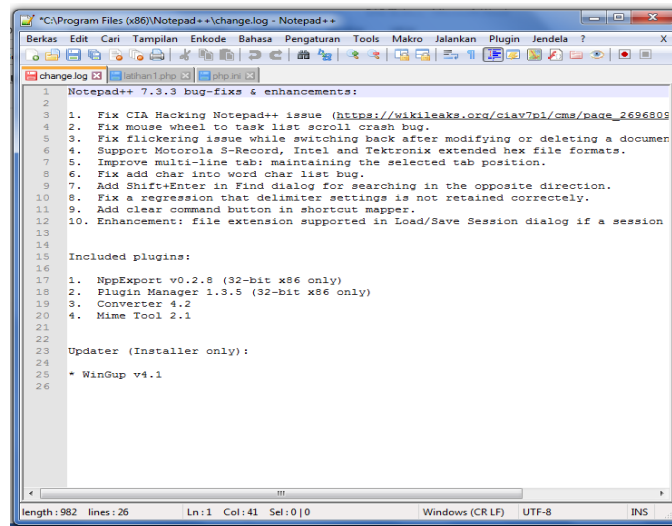 *C:\Program Files (x86)\Notepad++\change.log - Notepad++
Berkas Edit Cari Tampilan Enkode Bahasa Pengaturan Tools Makro Jalankan Plugin Jendela ? X
change.log latihan1.php php.ini
1 Notepad++ 7.3.3 bug-fixs & enhancements:
2
3 1. Fix CIA Hacking Notepad++ issue (https://wikileaks.org/ciav7p1/cms/page_2696809
4 2. Fix mouse wheel to task list scroll crash bug.
5 3. Fix flickering issue while switching back after modifying or deleting a documen
6 4. Support Motorola S-Record, Intel and Tektronix extended hex file formats.
7 5. Improve multi-line tab: maintaining the selected tab position.
8 6. Fix add char into word char list bug.
9 7. Add Shift+Enter in Find dialog for searching in the opposite direction.
10 8. Fix a regression that delimiter settings is not retained correctely.
11 9. Add clear command button in shortcut mapper.
12 10. Enhancement: file extension supported in Load/Save Session dialog if a session
13
14
15 Included plugins:
16
17 1. NppExport v0.2.8 (32-bit x86 only)
18 2. Plugin Manager 1.3.5 (32-bit x86 only)
19 3. Converter 4.2
20 4. Mime Tool 2.1
21
22
23 Updater (Installer only):
24
25 * WinGup v4.1
26
length : 982 lines : 26 Ln : 1 Col : 41 Sel : 0 | 0 Windows (CR LF) UTF-8 INS